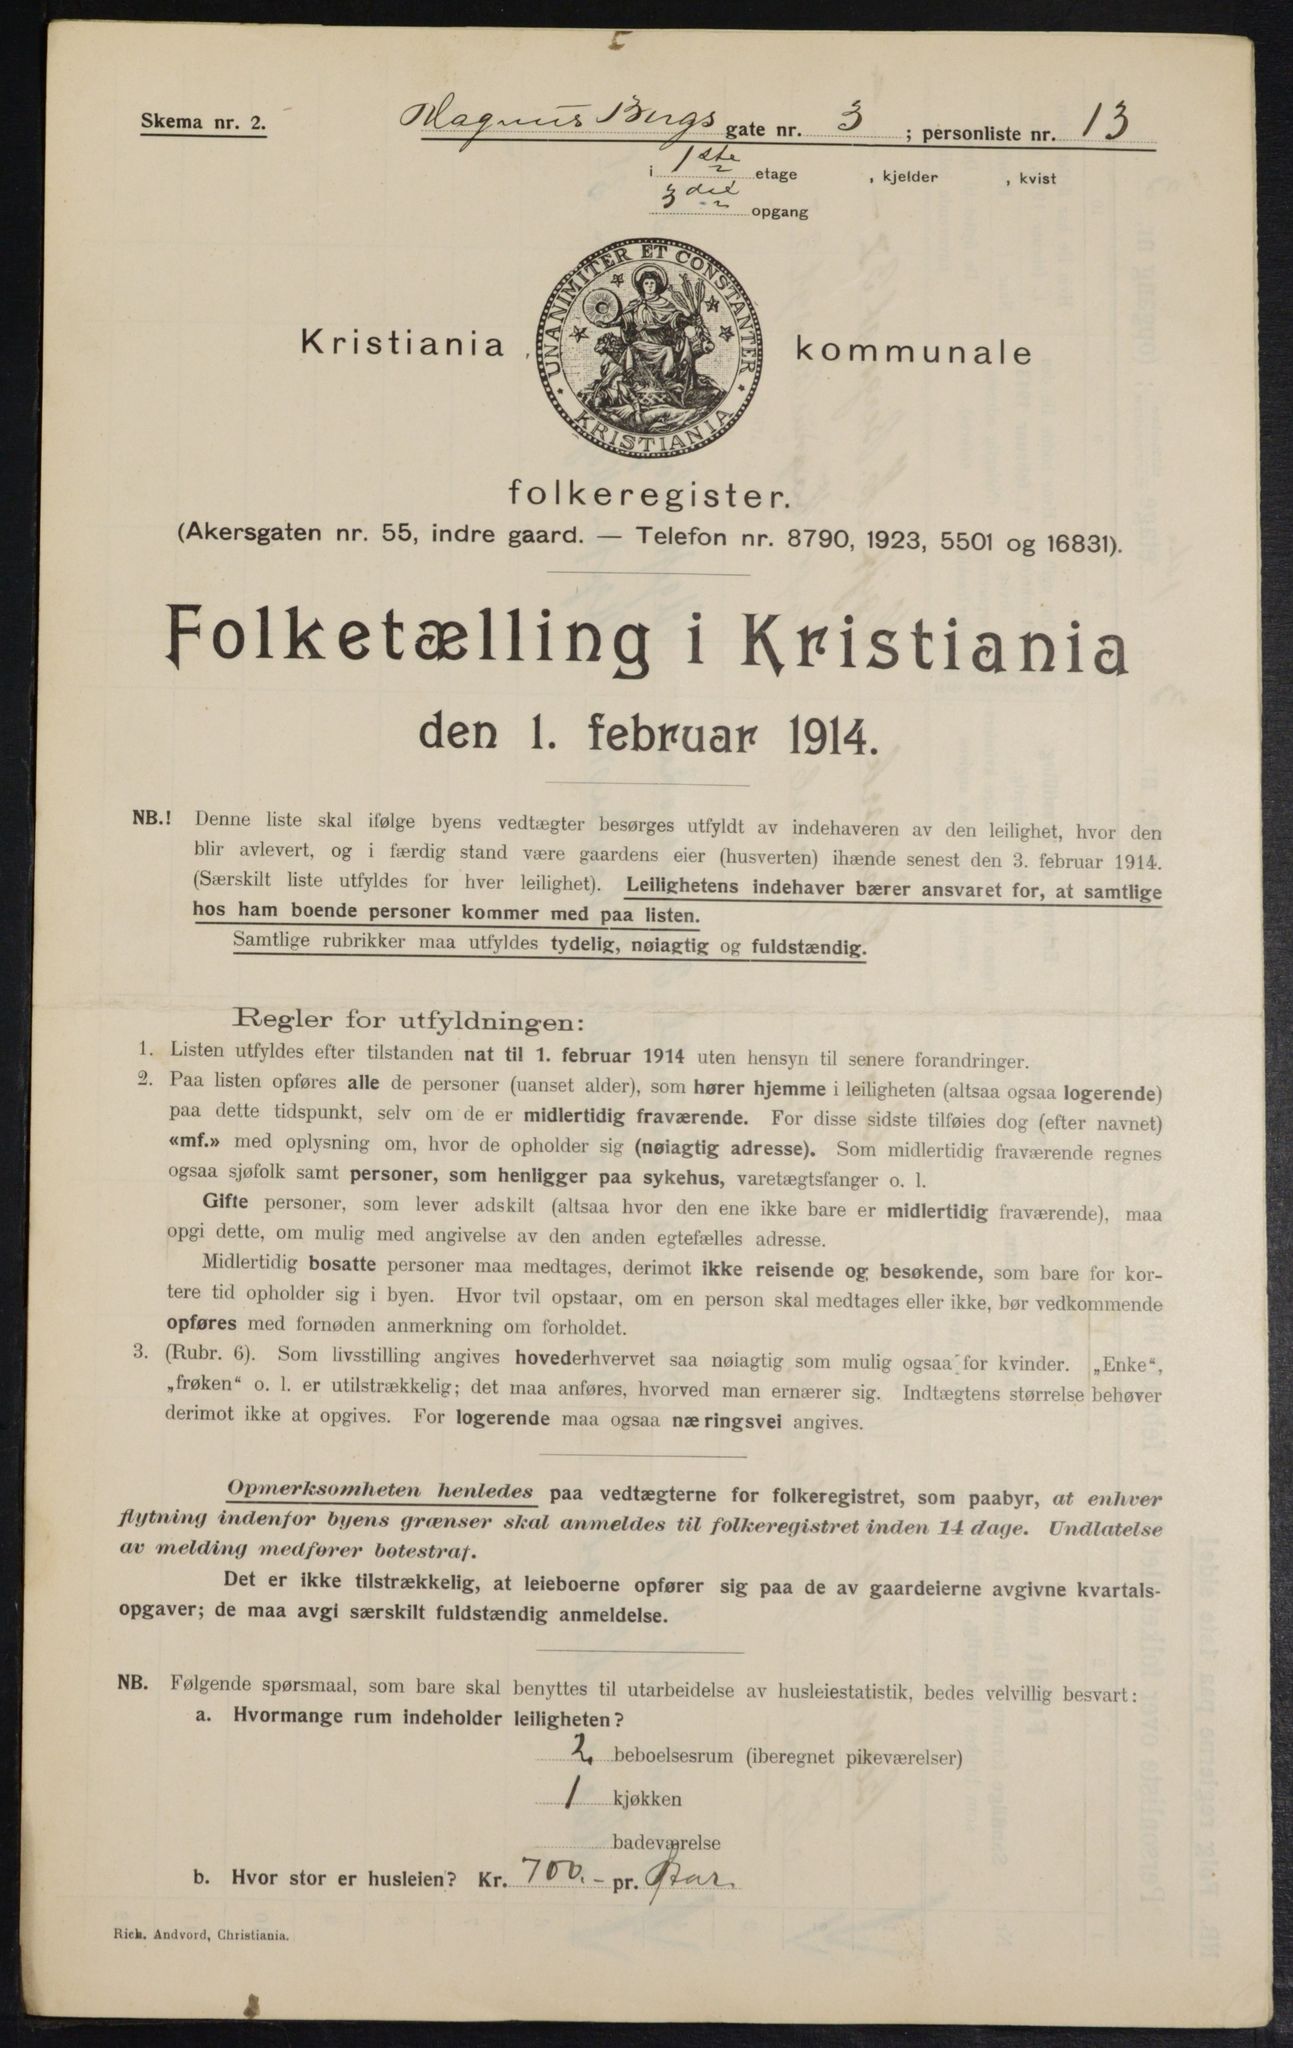 Skema nr. 2. Magnus Bergs gate nr. 3 ; personliste nr. 13
i 1ste etage , kjelder , kvist
3die opgang
UNANIMITER ET CONSTANTER
KRISTIANIA
Kristiania kommunale
folkeregister.
(Akersgaten nr. 55, indre gaard. — Telefon nr. 8790, 1923, 5501 og 16831).
Folketælling i Kristiania
den 1. februar 1914.
NB.! Denne liste skal ifølge byens vedtægter besørges utfyldt av indehaveren av den leilighet, hvor den
blir avlevert, og i færdig stand være gaardens eier (husverten) ihænde senest den 3. februar 1914.
(Særskilt liste utfyldes for hver leilighet). Leilighetens indehaver bærer ansvaret for, at samtlige
hos ham boende personer kommer med paa listen.
Samtlige rubrikker maa utfyldes tydelig, nøiagtig og fuldstændig.
Regler for utfyldningen:
1. Listen utfyldes efter tilstanden nat til 1. februar 1914 uten hensyn til senere forandringer.
2. Paa listen opføres alle de personer (uanset alder), som hører hjemme i leiligheten (altsaa ogsaa logerende)
paa dette tidspunkt, selv om de er midlertidig fraværende. For disse sidste tilføies dog (efter navnet)
«mf.» med oplysning om, hvor de opholder sig (nøiagtig adresse). Som midlertidig fraværende regnes
ogsaa sjøfolk samt personer, som henligger paa sykehus, varetægtsfanger o. l.
Gifte personer, som lever adskilt (altsaa hvor den ene ikke bare er midlertidig fraværende), maa
opgi dette, om mulig med angivelse av den anden egtefælles adresse.
Midlertidig bosatte personer maa medtages, derimot ikke reisende og besøkende, som bare for kor-
tere tid opholder sig i byen. Hvor tvil opstaar, om en person skal medtages eller ikke, bør vedkommende
opføres med fornøden anmerkning om forholdet.
3. (Rubr. 6). Som livsstilling angives hovederhvervet saa nøiagtig som mulig ogsaa for kvinder. „Enke“,
„frøken“ o. l. er utilstrækkelig; det maa anføres, hvorved man ernærer sig. Indtægtens størrelse behøver
derimot ikke at opgives. For logerende maa ogsaa næringsvei angives.
Opmerksomheten henledes paa vedtægterne for folkeregistret, som paabyr, at enhver
flytning indenfor byens grænser skal anmeldes til folkeregistret inden 14 dage. Undlatelse
av melding medfører bøtestraf.
Det er ikke tilstrækkelig, at leieboerne opfører sig paa de av gaardeierne avgivne kvartals-
opgaver; de maa avgi særskilt fuldstændig anmeldelse.
NB. Følgende spørsmaal, som bare skal benyttes til utarbeidelse av husleiestatistik, bedes velvillig besvart:
a. Hvormange rum indeholder leiligheten?
2 beboelsesrum (iberegnet pikeværelser)
1 kjøkken
badeværelse
b. Hvor stor er husleien? Kr. 700.- pr. Aar.
Rich. Andvord, Christiania.